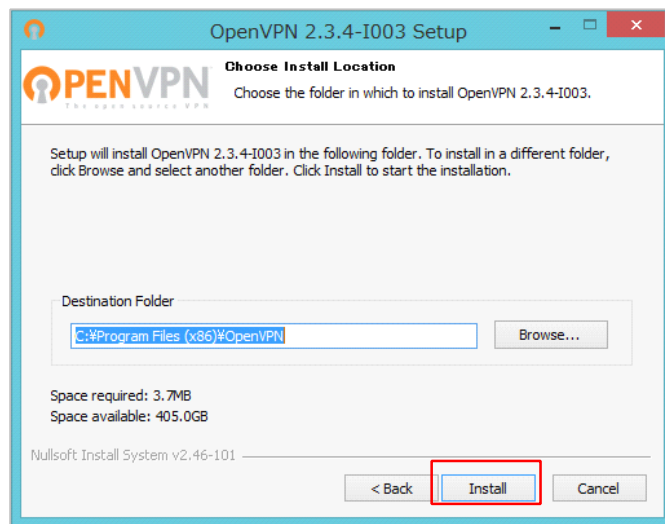 OpenVPN 2.3.4-I003 Setup
OPENVPN
The open source VPN
Choose Install Location
Choose the folder in which to install OpenVPN 2.3.4-I003.
Setup will install OpenVPN 2.3.4-I003 in the following folder. To install in a different folder,
click Browse and select another folder. Click Install to start the installation.
Destination Folder
C:¥Program Files (x86)¥OpenVPN
Browse...
Space required: 3.7MB
Space available: 405.0GB
Nullsoft Install System v2.46-101
< Back
Install
Cancel